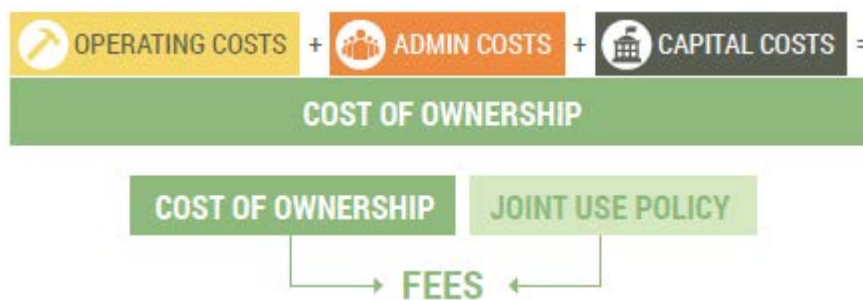 OPERATING COSTS + ADMIN COSTS + CAPITAL COSTS =
COST OF OWNERSHIP
COST OF OWNERSHIP JOINT USE POLICY
FEES